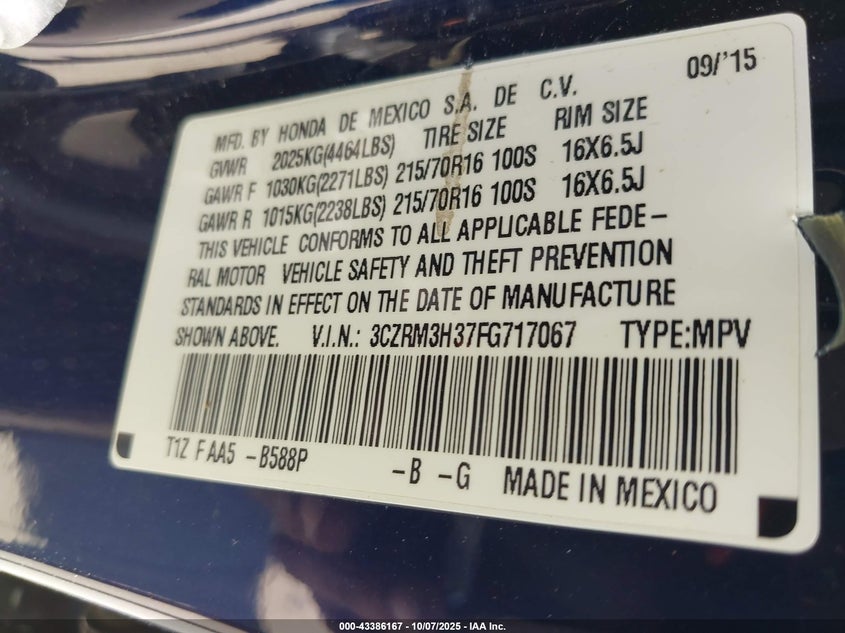 09/'15
MFD. BY HONDA DE MEXICO S.A. DE C.V.
GVWR 2025KG(4464LBS) TIRE SIZE RIM SIZE
GAWR F 1030KG(2271LBS) 215/70R16 100S 16X6.5J
GAWR R 1015KG(2238LBS) 215/70R16 100S 16X6.5J
THIS VEHICLE CONFORMS TO ALL APPLICABLE FEDE-
RAL MOTOR VEHICLE SAFETY AND THEFT PREVENTION
STANDARDS IN EFFECT ON THE DATE OF MANUFACTURE
SHOWN ABOVE. V.I.N.: 3CZRM3H37FG717067 TYPE:MPV
T1Z FAA5 -B588P -B -G MADE IN MEXICO
000-43386167 - 10/07/2025 - IAA Inc.